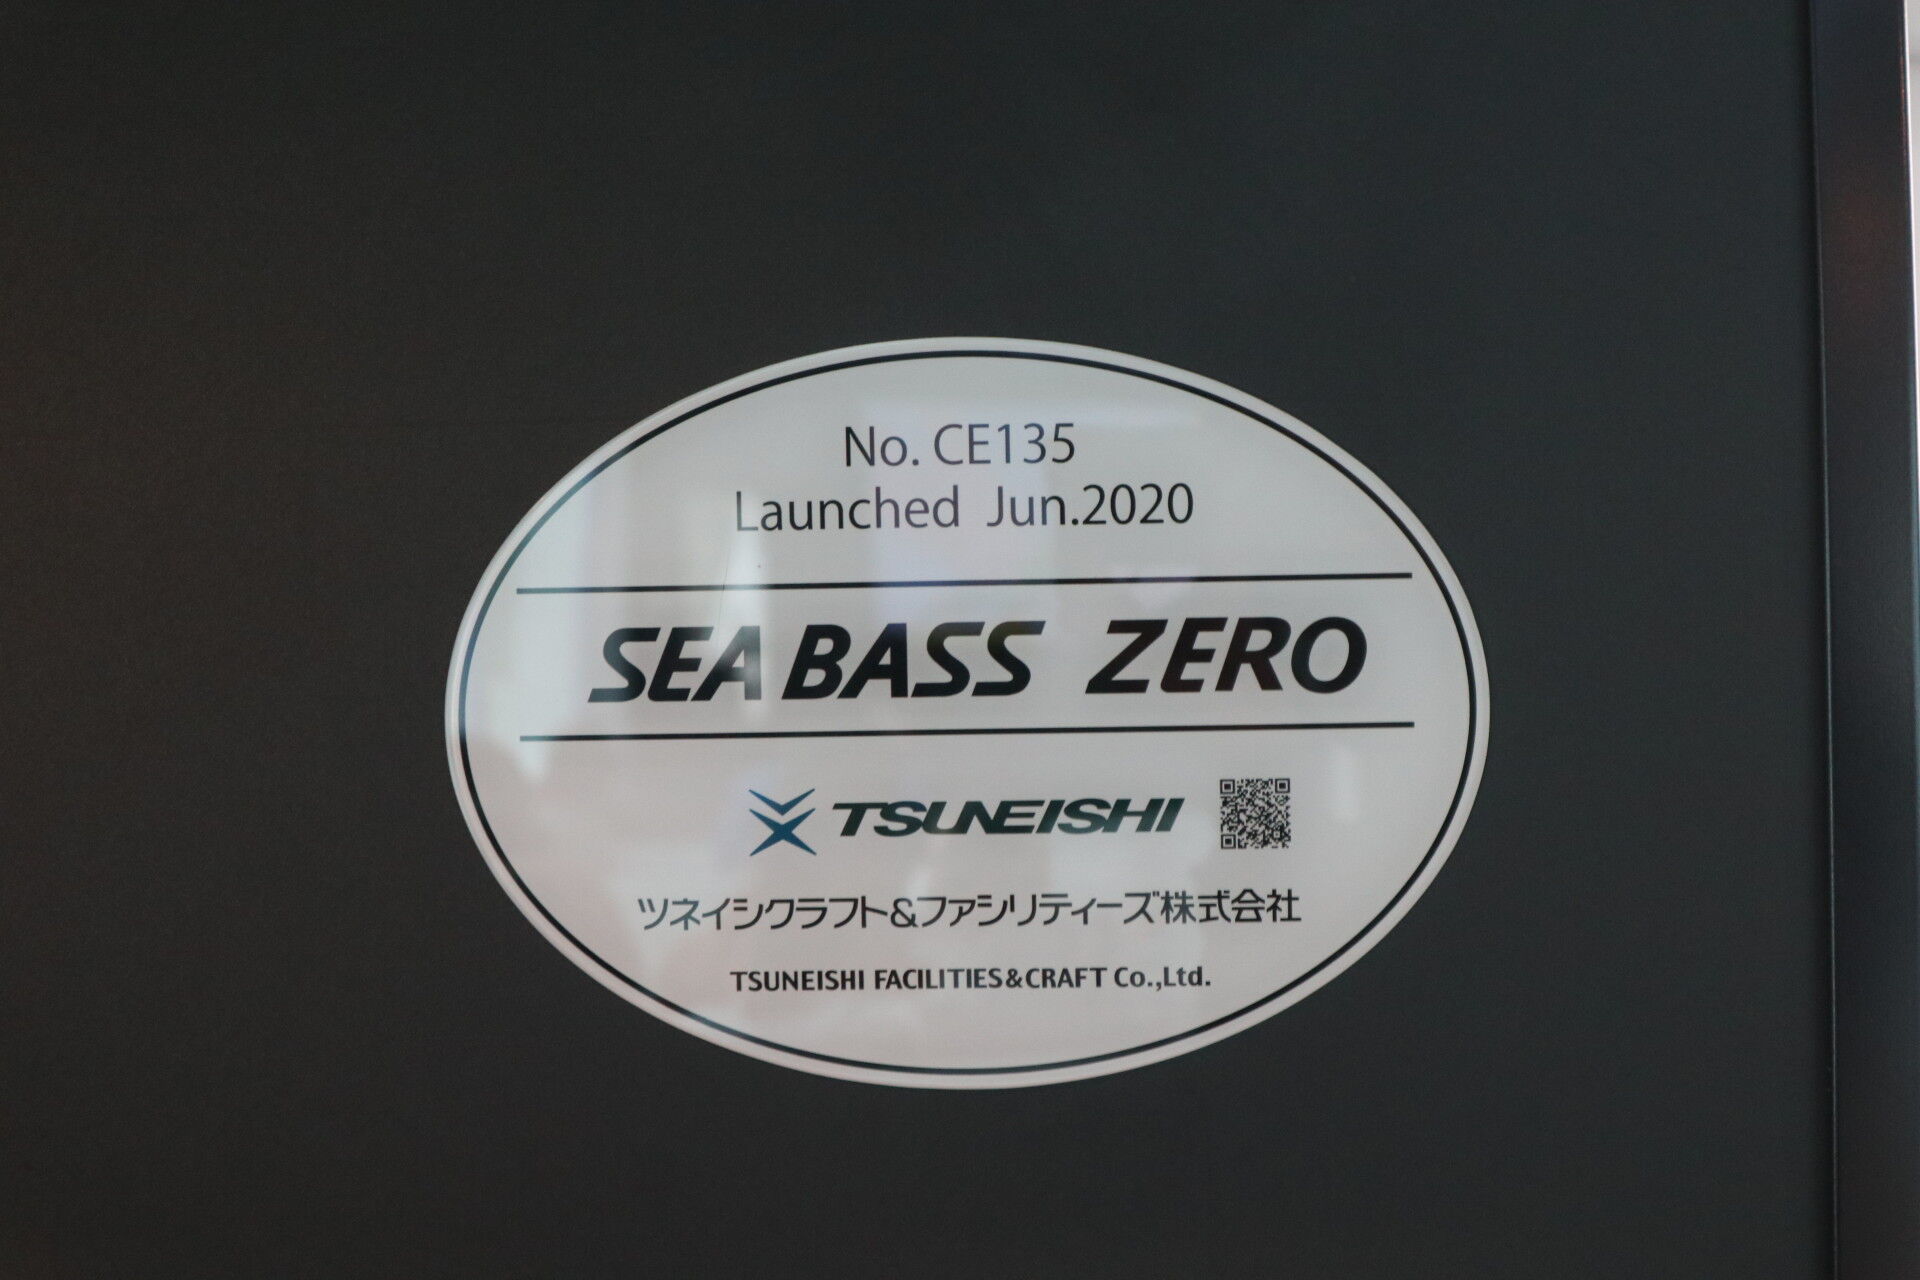 No. CE135
Launched Jun.2020
SEA BASS ZERO
TSUNEISHI
ツネイシクラフト&ファシリティーズ株式会社
TSUNEISHI FACILITIES&CRAFT Co.,Ltd.